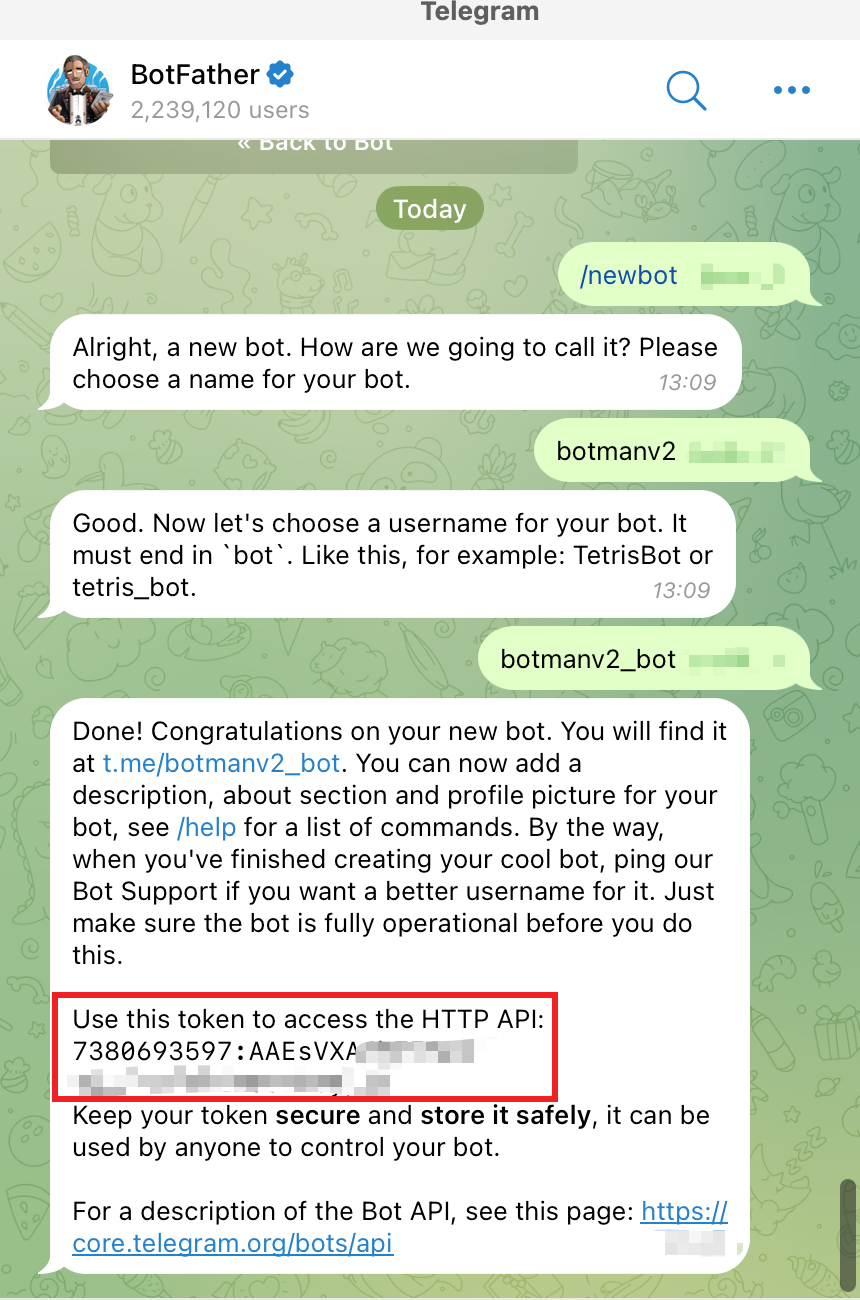 Telegram
BotFather
2,239,120 users
« Back to Bot
Today
/newbot
Alright, a new bot. How are we going to call it? Please
choose a name for your bot.
13:09
botmanv2
Good. Now let's choose a username for your bot. It
must end in `bot`. Like this, for example: TetrisBot or
tetris_bot.
13:09
botmanv2_bot
Done! Congratulations on your new bot. You will find it
at t.me/botmanv2_bot. You can now add a
description, about section and profile picture for your
bot, see /help for a list of commands. By the way,
when you've finished creating your cool bot, ping our
Bot Support if you want a better username for it. Just
make sure the bot is fully operational before you do
this.
Use this token to access the HTTP API:
7380693597:AAEsVXA
Keep your token secure and store it safely, it can be
used by anyone to control your bot.
For a description of the Bot API, see this page: https://
core.telegram.org/bots/api